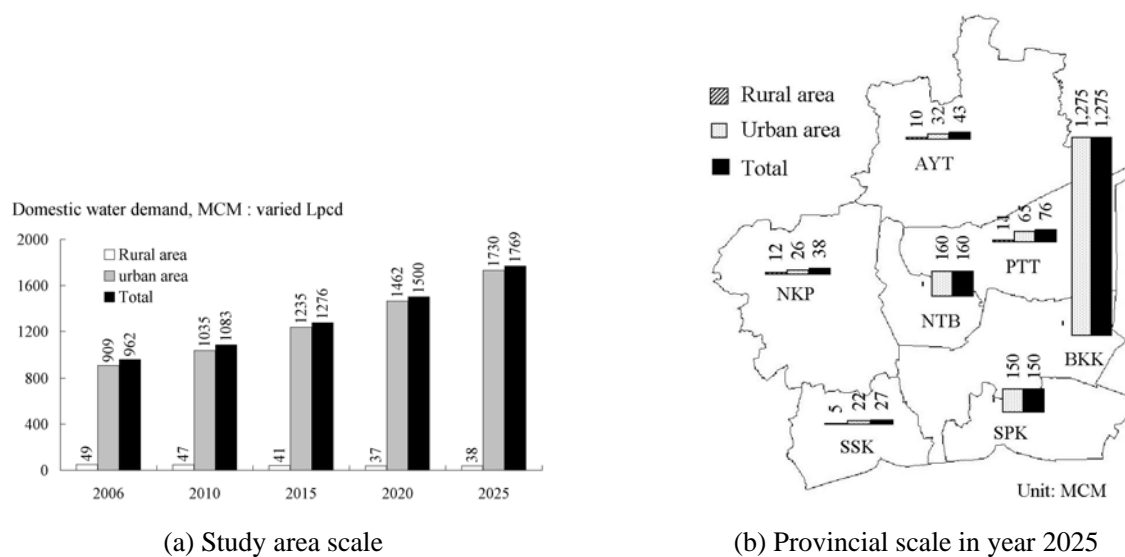 Domestic water demand, MCM : varied Lpcd
Rural area
urban area
Total
2000
1600
1200
800
400
0
49
909
962
47
1035
1083
41
1235
1276
37
1462
1500
38
1730
1769
2006
2010
2015
2020
2025
(a) Study area scale
Rural area
Urban area
Total
10
32
43
AYT
1,275
1,275
BKK
11
65
76
PTT
12
26
38
NKP
160
160
NTB
150
150
SPK
5
22
27
SSK
Unit: MCM
(b) Provincial scale in year 2025